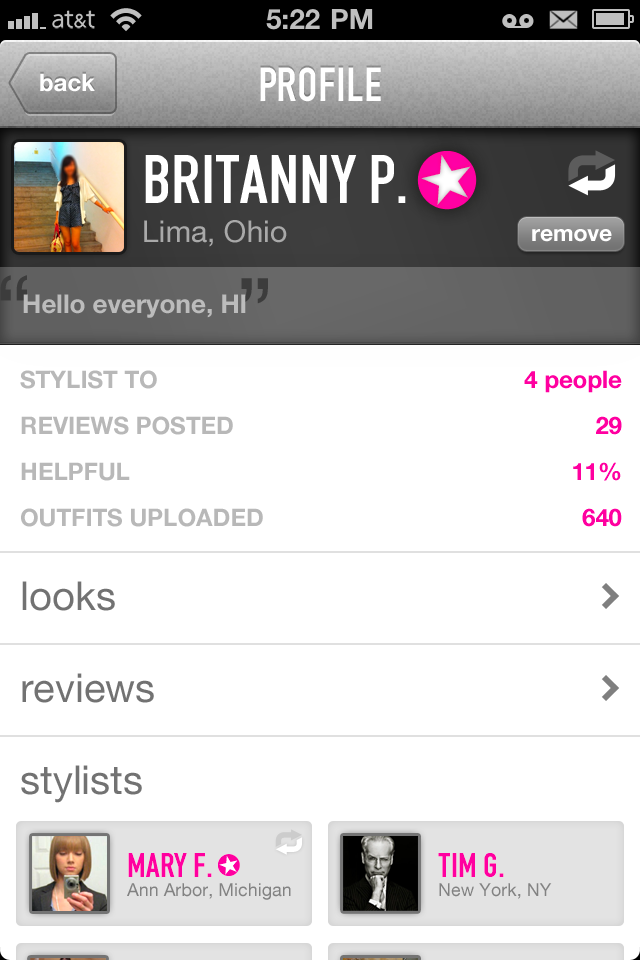 at&t 5:22 PM
back
PROFILE
BRITANNY P.
Lima, Ohio
remove
“Hello everyone, HI”
STYLIST TO 4 people
REVIEWS POSTED 29
HELPFUL 11%
OUTFITS UPLOADED 640
looks
reviews
stylists
MARY F.
Ann Arbor, Michigan
TIM G.
New York, NY